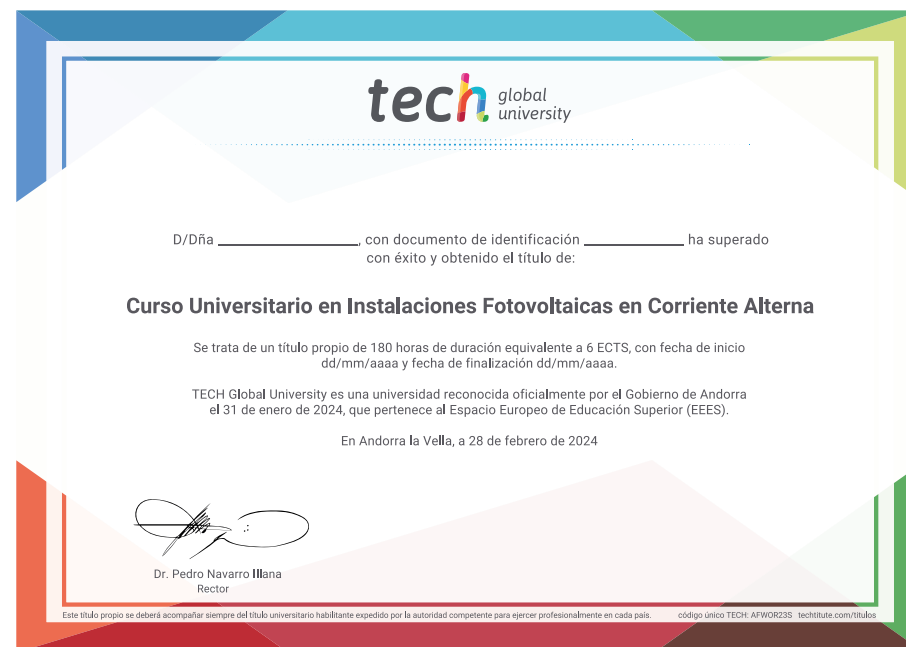 tech global university
D/Dña ____________________, con documento de identificación ______________ ha superado
con éxito y obtenido el título de:
Curso Universitario en Instalaciones Fotovoltaicas en Corriente Alterna
Se trata de un título propio de 180 horas de duración equivalente a 6 ECTS, con fecha de inicio
dd/mm/aaaa y fecha de finalización dd/mm/aaaa.
TECH Global University es una universidad reconocida oficialmente por el Gobierno de Andorra
el 31 de enero de 2024, que pertenece al Espacio Europeo de Educación Superior (EEES).
En Andorra la Vella, a 28 de febrero de 2024
Dr. Pedro Navarro Illana
Rector
Este título propio se deberá acompañar siempre del título universitario habilitante expedido por la autoridad competente para ejercer profesionalmente en cada país. código único TECH: AFWOR23S techtitute.com/titulos